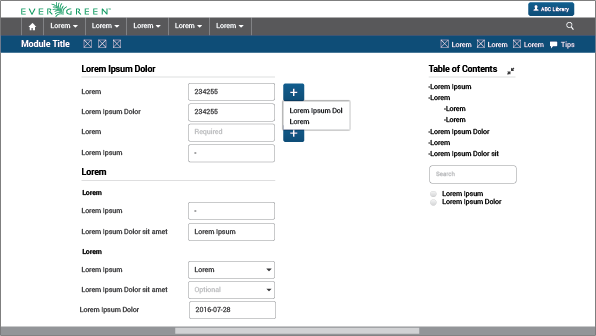 EVERGREEN™
ABC Library
Lorem Lorem Lorem Lorem Lorem
Module Title
Lorem Lorem Lorem Tips
Lorem Ipsum Dolor
Lorem 234255
Lorem Ipsum Dolor 234255
Lorem Required
Lorem Ipsum -
+
Lorem Ipsum Dol
Lorem
+
Lorem
Lorem
Lorem Ipsum -
Lorem Ipsum Dolor sit amet Lorem Ipsum
Lorem
Lorem Ipsum Lorem
Lorem Ipsum Dolor sit amet Optional
Lorem Ipsum Dolor 2016-07-28
Table of Contents
-Lorem Ipsum
-Lorem
-Lorem
-Lorem
-Lorem Ipsum Dolor
-Lorem
-Lorem Ipsum Dolor sit
Search
Lorem Ipsum
Lorem Ipsum Dolor